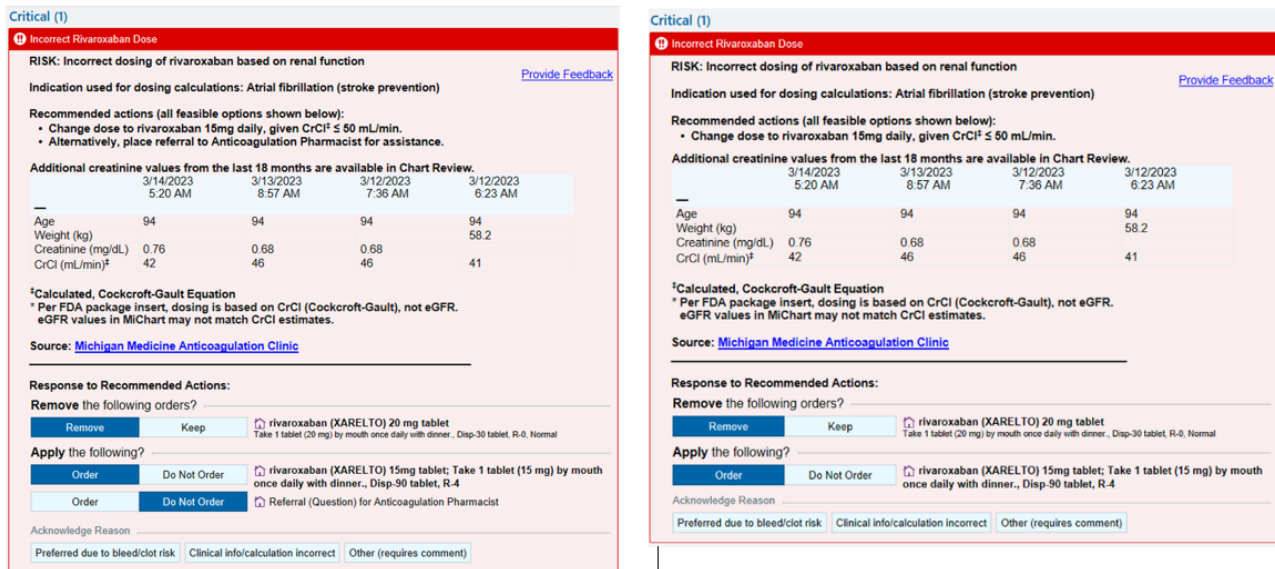 Critical (1)
Incorrect Rivaroxaban Dose
RISK: Incorrect dosing of rivaroxaban based on renal function
Provide Feedback
Indication used for dosing calculations: Atrial fibrillation (stroke prevention)
Recommended actions (all feasible options shown below):
• Change dose to rivaroxaban 15mg daily, given CrCl‡ ≤ 50 mL/min.
• Alternatively, place referral to Anticoagulation Pharmacist for assistance.
Additional creatinine values from the last 18 months are available in Chart Review.
3/14/2023 3/13/2023 3/12/2023 3/12/2023
5:20 AM 8:57 AM 7:36 AM 6:23 AM
Age 94 94 94 94
Weight (kg) 58.2
Creatinine (mg/dL) 0.76 0.68 0.68
CrCl (mL/min)‡ 42 46 46 41
‡Calculated, Cockcroft-Gault Equation
* Per FDA package insert, dosing is based on CrCl (Cockcroft-Gault), not eGFR.
eGFR values in MiChart may not match CrCl estimates.
Source: Michigan Medicine Anticoagulation Clinic
Response to Recommended Actions:
Remove the following orders?
Remove Keep rivaroxaban (XARELTO) 20 mg tablet
Take 1 tablet (20 mg) by mouth once daily with dinner., Disp-30 tablet, R-0, Normal
Apply the following?
Order Do Not Order rivaroxaban (XARELTO) 15mg tablet; Take 1 tablet (15 mg) by mouth
once daily with dinner., Disp-90 tablet, R-4
Order Do Not Order Referral (Question) for Anticoagulation Pharmacist
Acknowledge Reason
Preferred due to bleed/clot risk Clinical info/calculation incorrect Other (requires comment)
Critical (1)
Incorrect Rivaroxaban Dose
RISK: Incorrect dosing of rivaroxaban based on renal function
Provide Feedback
Indication used for dosing calculations: Atrial fibrillation (stroke prevention)
Recommended actions (all feasible options shown below):
• Change dose to rivaroxaban 15mg daily, given CrCl‡ ≤ 50 mL/min.
Additional creatinine values from the last 18 months are available in Chart Review.
3/14/2023 3/13/2023 3/12/2023 3/12/2023
5:20 AM 8:57 AM 7:36 AM 6:23 AM
Age 94 94 94 94
Weight (kg) 58.2
Creatinine (mg/dL) 0.76 0.68 0.68
CrCl (mL/min)‡ 42 46 46 41
‡Calculated, Cockcroft-Gault Equation
* Per FDA package insert, dosing is based on CrCl (Cockcroft-Gault), not eGFR.
eGFR values in MiChart may not match CrCl estimates.
Source: Michigan Medicine Anticoagulation Clinic
Response to Recommended Actions:
Remove the following orders?
Remove Keep rivaroxaban (XARELTO) 20 mg tablet
Take 1 tablet (20 mg) by mouth once daily with dinner., Disp-30 tablet, R-0, Normal
Apply the following?
Order Do Not Order rivaroxaban (XARELTO) 15mg tablet; Take 1 tablet (15 mg) by mouth
once daily with dinner., Disp-90 tablet, R-4
Acknowledge Reason
Preferred due to bleed/clot risk Clinical info/calculation incorrect Other (requires comment)